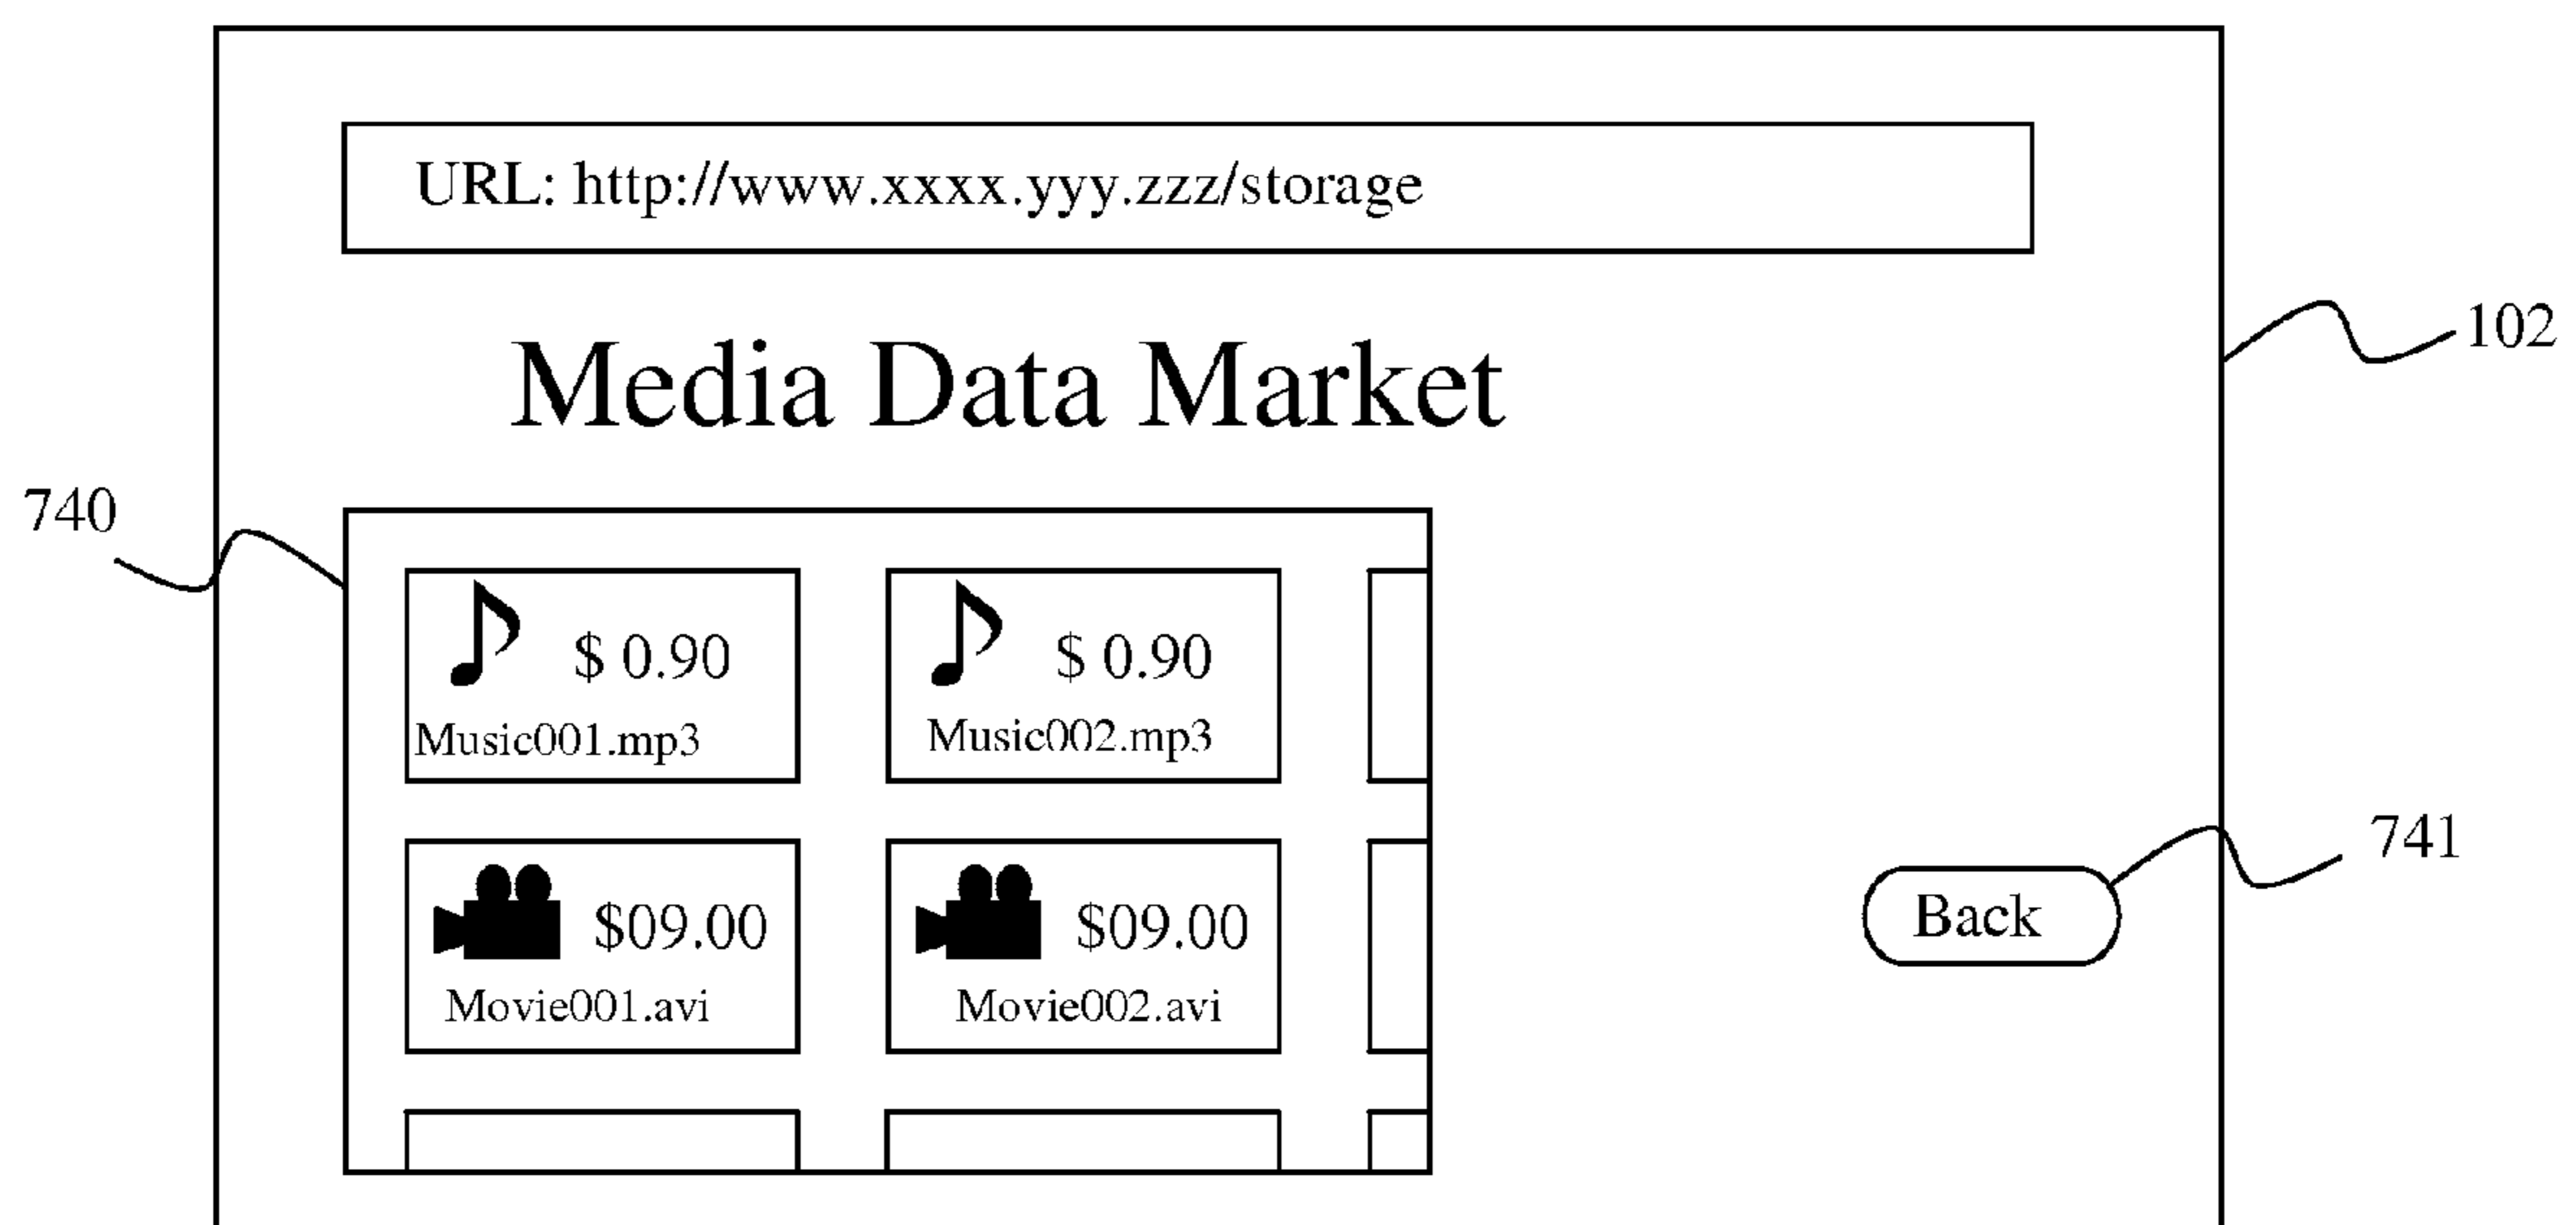 URL: http://www.xxxx.yyy.zzz/storage
102
Media Data Market
740
$ 0.90
$ 0.90
Music001.mp3
Music002.mp3
741
$09.00
$09.00
Back
Movie001.avi
Movie002.avi